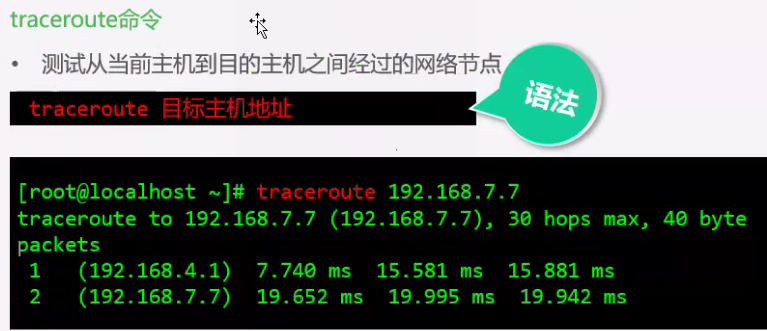 traceroute命令
• 测试从当前主机到目的主机之间经过的网络节点
traceroute 目标主机地址
语法
[root@localhost ~]# traceroute 192.168.7.7
traceroute to 192.168.7.7 (192.168.7.7), 30 hops max, 40 byte
packets
1 (192.168.4.1) 7.740 ms 15.581 ms 15.881 ms
2 (192.168.7.7) 19.652 ms 19.995 ms 19.942 ms